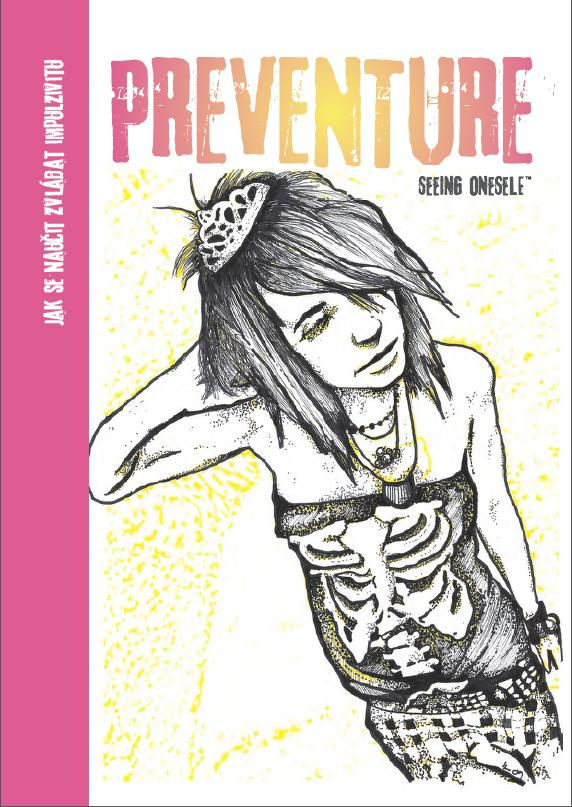 PREVENTURE
SEEING ONESELF™
JAK SE NAUČIT ZVLÁDAT IMPULZIVITU